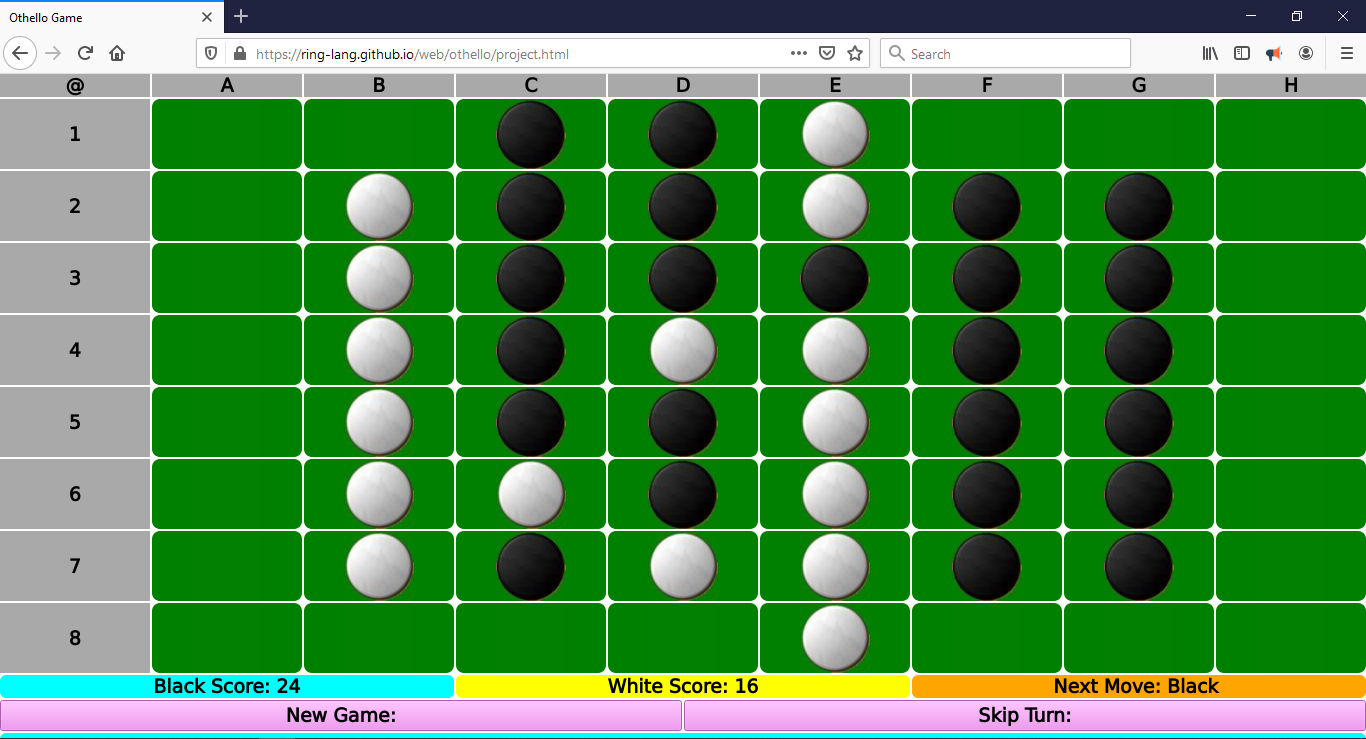 Othello Game
https://ring-lang.github.io/web/othello/project.html
Search
@ A B C D E F G H
1
2
3
4
5
6
7
8
Black Score: 24 White Score: 16 Next Move: Black
New Game: Skip Turn: